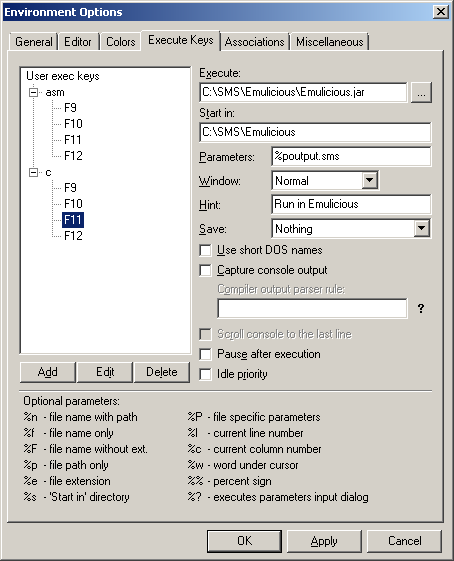 Environment Options
General Editor Colors Execute Keys Associations Miscellaneous
User exec keys
asm
F9
F10
F11
F12
c
F9
F10
F11
F12
Add Edit Delete
Execute:
C:\SMS\Emulicious\Emulicious.jar ...
Start in:
C:\SMS\Emulicious
Parameters: %poutput.sms
Window: Normal
Hint: Run in Emulicious
Save: Nothing
Use short DOS names
Capture console output
Compiler output parser rule:
?
Scroll console to the last line
Pause after execution
Idle priority
Optional parameters:
%n - file name with path
%f - file name only
%F - file name without ext.
%p - file path only
%e - file extension
%s - 'Start in' directory
%P - file specific parameters
%l - current line number
%c - current column number
%w - word under cursor
%% - percent sign
%? - executes parameters input dialog
OK Apply Cancel